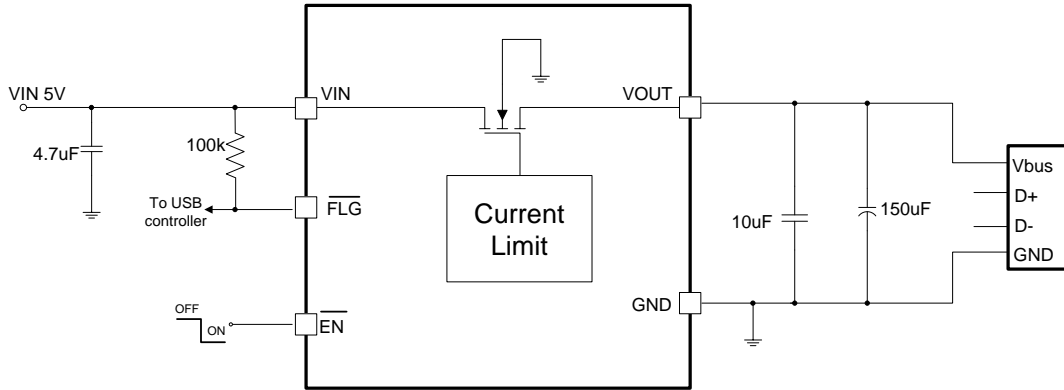 VIN 5V
4.7uF
100k
To USB
controller
VIN
FLG
OFF
ON
EN
Current
Limit
VOUT
GND
10uF
150uF
Vbus
D+
D-
GND